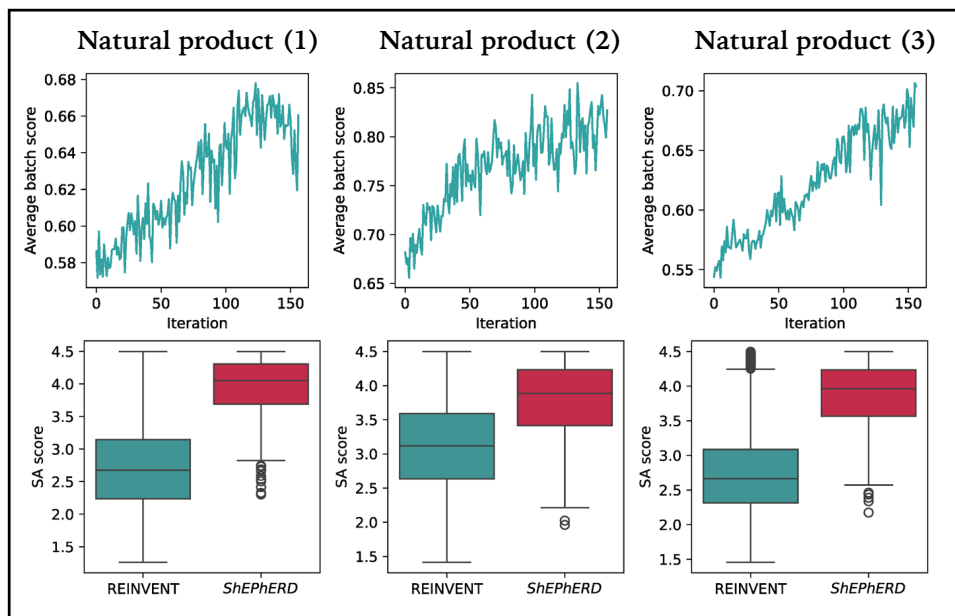 Natural product (1)
Natural product (2)
Natural product (3)
Average batch score
0.68
0.66
0.64
0.62
0.60
0.58
0
50
100
150
Iteration
Average batch score
0.85
0.80
0.75
0.70
0.65
0
50
100
150
Iteration
Average batch score
0.70
0.65
0.60
0.55
0
50
100
150
Iteration
SA score
4.5
4.0
3.5
3.0
2.5
2.0
1.5
REINVENT
ShEPhERD
SA score
4.5
4.0
3.5
3.0
2.5
2.0
1.5
REINVENT
ShEPhERD
SA score
4.5
4.0
3.5
3.0
2.5
2.0
1.5
REINVENT
ShEPhERD